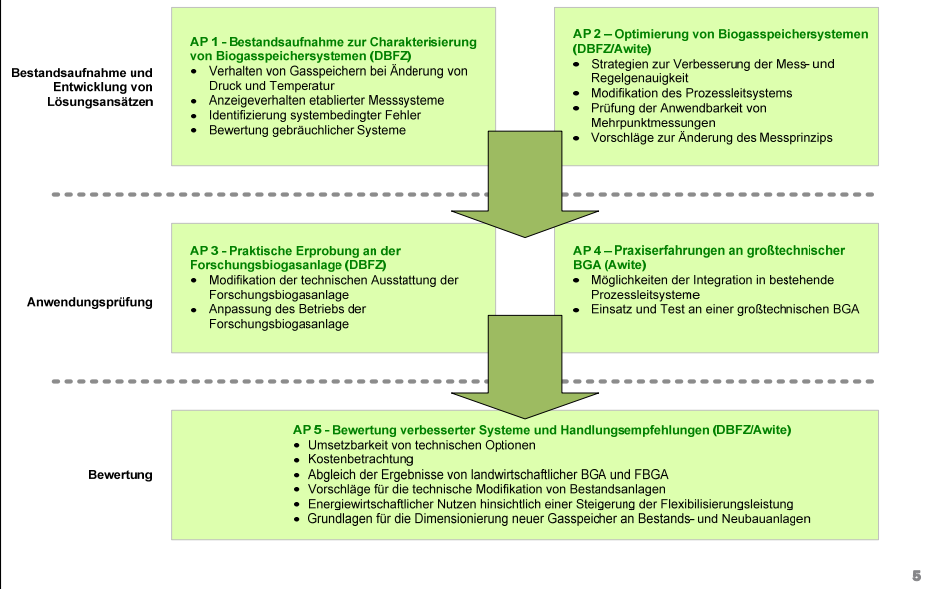 Bestandsaufnahme und
Entwicklung von
Lösungsansätzen
AP 1 - Bestandsaufnahme zur Charakterisierung
von Biogasspeichersystemen (DBFZ)
• Verhalten von Gasspeichern bei Änderung von
Druck und Temperatur
• Anzeigeverhalten etablierter Messsysteme
• Identifizierung systembedingter Fehler
• Bewertung gebräuchlicher Systeme
AP 2 – Optimierung von Biogasspeichersystemen
(DBFZ/Awite)
• Strategien zur Verbesserung der Mess- und
Regelgenauigkeit
• Modifikation des Prozessleitsystems
• Prüfung der Anwendbarkeit von
Mehrpunktmessungen
• Vorschläge zur Änderung des Messprinzips
Anwendungsprüfung
AP 3 - Praktische Erprobung an der
Forschungsbiogasanlage (DBFZ)
• Modifikation der technischen Ausstattung der
Forschungsbiogasanlage
• Anpassung des Betriebs der
Forschungsbiogasanlage
AP 4 – Praxiserfahrungen an großtechnischer
BGA (Awite)
• Möglichkeiten der Integration in bestehende
Prozessleitsysteme
• Einsatz und Test an einer großtechnischen BGA
Bewertung
AP 5 - Bewertung verbesserter Systeme und Handlungsempfehlungen (DBFZ/Awite)
• Umsetzbarkeit von technischen Optionen
• Kostenbetrachtung
• Abgleich der Ergebnisse von landwirtschaftlicher BGA und FBGA
• Vorschläge für die technische Modifikation von Bestandsanlagen
• Energiewirtschaftlicher Nutzen hinsichtlich einer Steigerung der Flexibilisierungsleistung
• Grundlagen für die Dimensionierung neuer Gasspeicher an Bestands- und Neubauanlagen
5